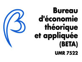 Bureau
d'économie
théorique
et appliquée
(BETA)
UMR 7522